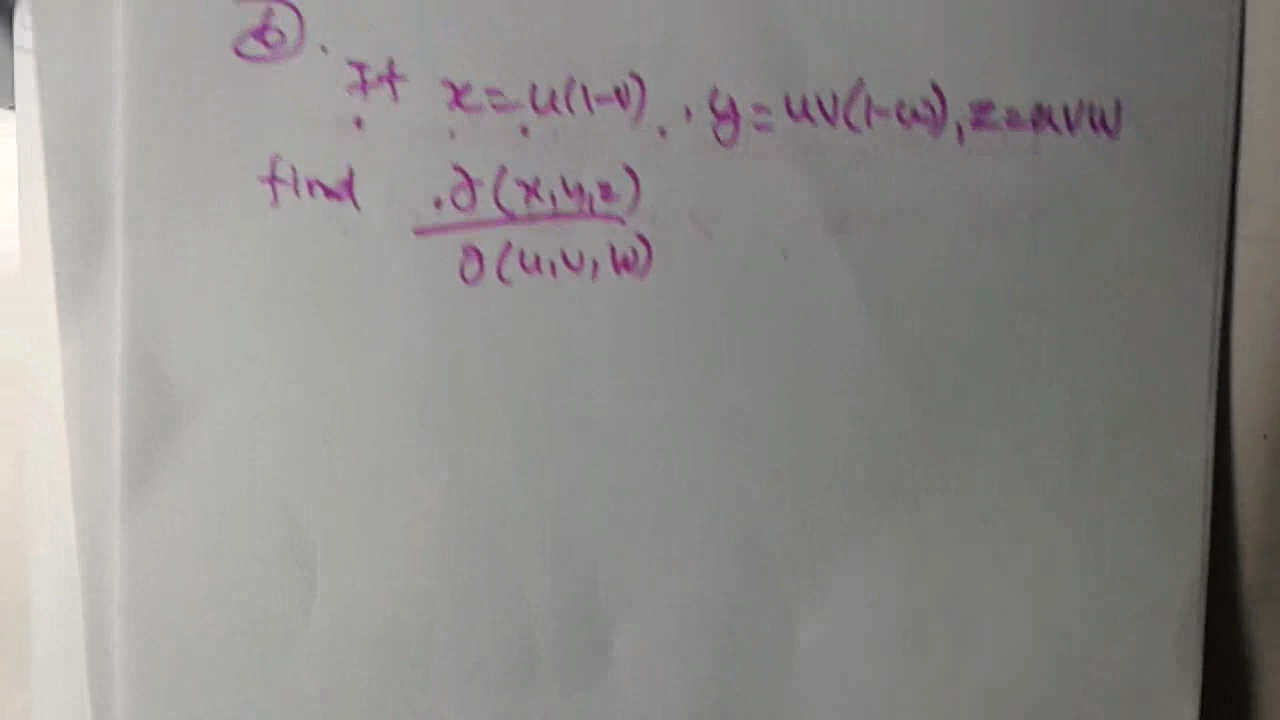 6.
If x=u(1-v), y=uv(1-w), z=uvw
find ∂(x,y,z)
∂(u,v,w)